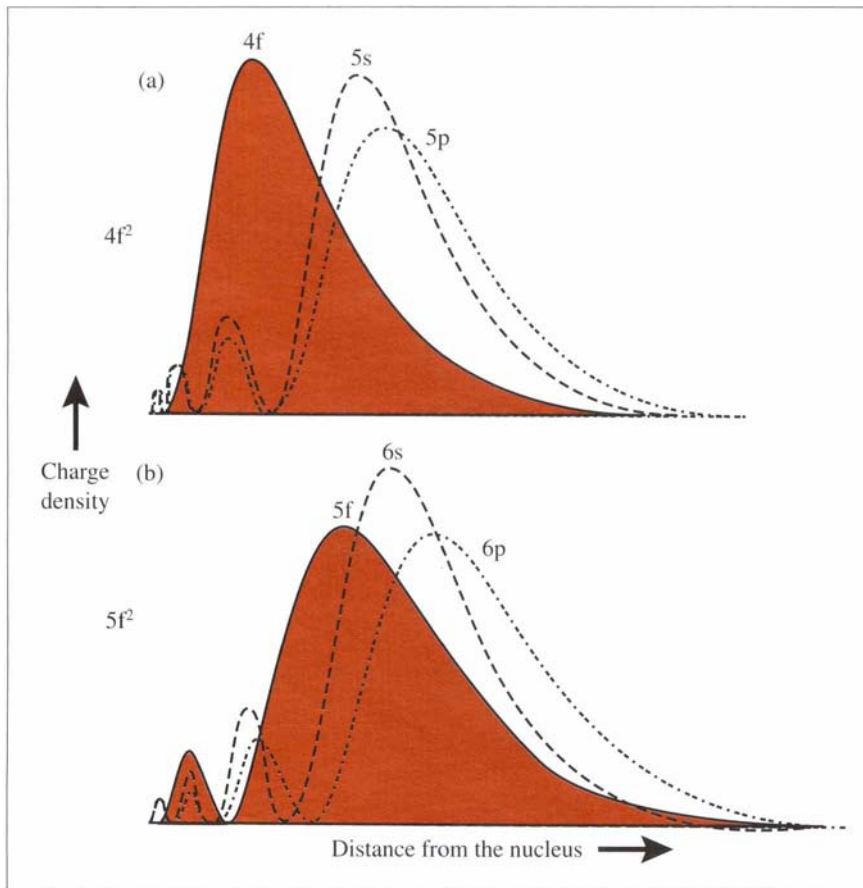 4f
(a)
5s
5p
4f²
Charge
density
(b)
6s
5f
6p
5f²
Distance from the nucleus